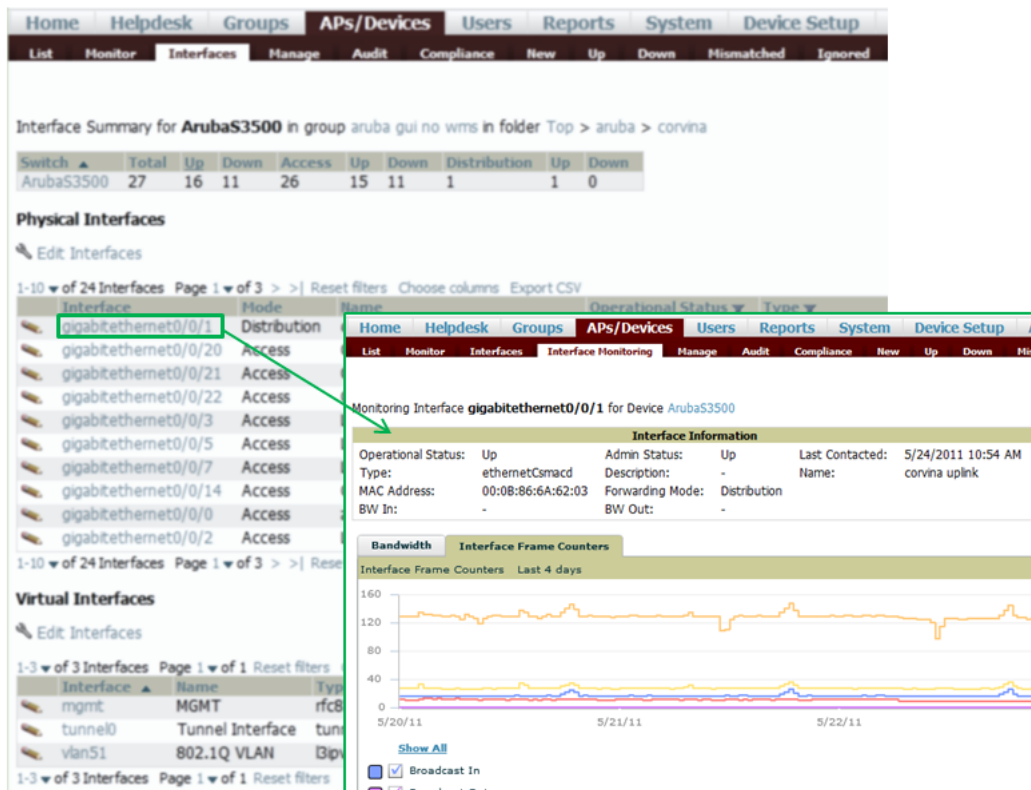 Home Helpdesk Groups APs/Devices Users Reports System Device Setup
List Monitor Interfaces Manage Audit Compliance New Up Down Mismatched Ignored
Interface Summary for ArubaS3500 in group aruba gui no wms in folder Top > aruba > corvina
Switch ▲ Total Up Down Access Up Down Distribution Up Down
ArubaS3500 27 16 11 26 15 11 1 1 0
Physical Interfaces
Edit Interfaces
1-10 ▼ of 24 Interfaces Page 1 ▼ of 3 > >| Reset filters Choose columns Export CSV
Interface Mode Name Operational Status ▼ Type ▼
gigabitethernet0/0/1 Distribution
gigabitethernet0/0/20 Access
gigabitethernet0/0/21 Access
gigabitethernet0/0/22 Access
gigabitethernet0/0/3 Access
gigabitethernet0/0/5 Access
gigabitethernet0/0/7 Access
gigabitethernet0/0/14 Access
gigabitethernet0/0/0 Access
gigabitethernet0/0/2 Access
1-10 ▼ of 24 Interfaces Page 1 ▼ of 3 > >| Rese
Virtual Interfaces
Edit Interfaces
1-3 ▼ of 3 Interfaces Page 1 ▼ of 1 Reset filters
Interface ▲ Name Typ
mgmt MGMT rfc8
tunnel0 Tunnel Interface tunn
vlan51 802.1Q VLAN l3ipv
1-3 ▼ of 3 Interfaces Page 1 ▼ of 1 Reset filters
Home Helpdesk Groups APs/Devices Users Reports System Device Setup
List Monitor Interfaces Interface Monitoring Manage Audit Compliance New Up Down Mis
Monitoring Interface gigabitethernet0/0/1 for Device ArubaS3500
Interface Information
Operational Status: Up Admin Status: Up Last Contacted: 5/24/2011 10:54 AM
Type: ethernetCsmacd Description: - Name: corvina uplink
MAC Address: 00:0B:86:6A:62:03 Forwarding Mode: Distribution
BW In: - BW Out: -
Bandwidth Interface Frame Counters
Interface Frame Counters Last 4 days
160
120
80
40
0
5/20/11 5/21/11 5/22/11
Show All
Broadcast In